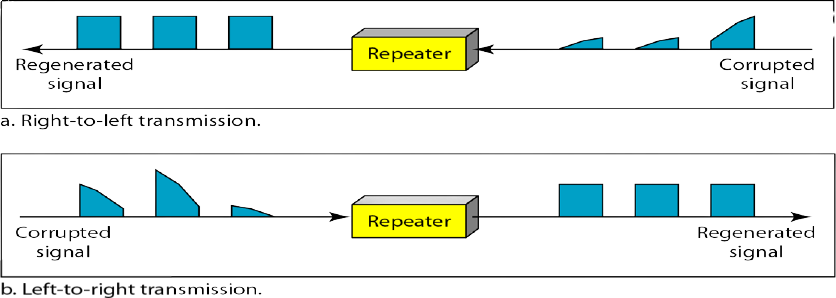 Repeater
Regenerated
signal
Corrupted
signal
a. Right-to-left transmission.
Repeater
Corrupted
signal
Regenerated
signal
b. Left-to-right transmission.